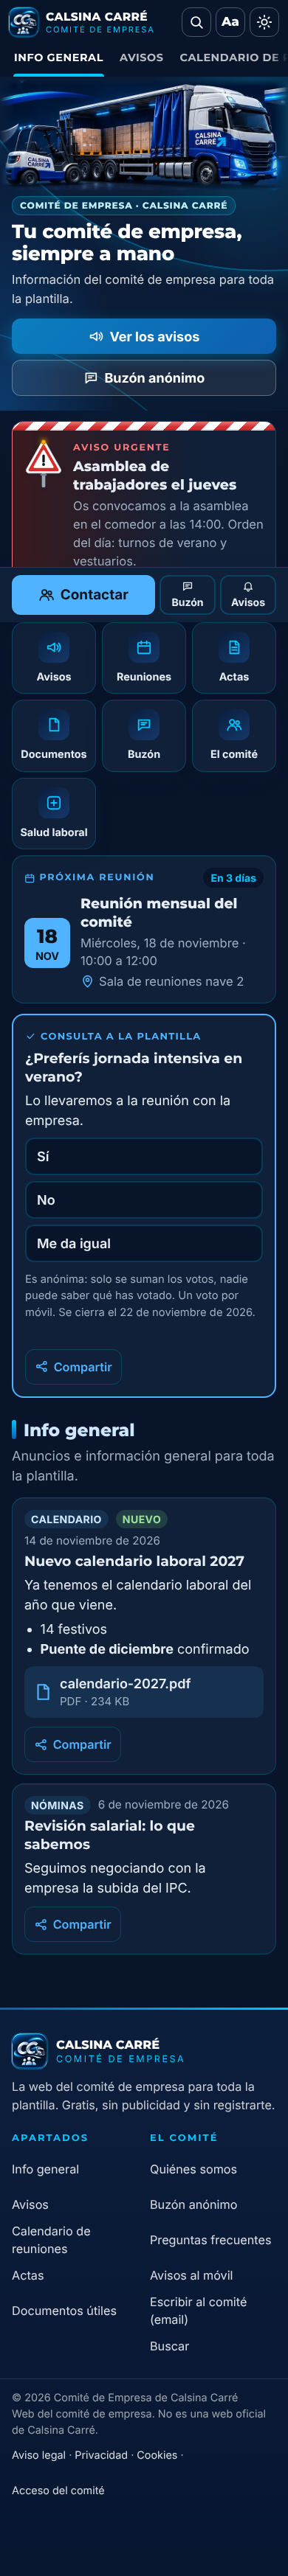 CALSINA CARRÉ
COMITÉ DE EMPRESA
Aa
INFO GENERAL
AVISOS
CALENDARIO DE
COMITÉ DE EMPRESA · CALSINA CARRÉ
Tu comité de empresa,
siempre a mano
Información del comité de empresa para toda
la plantilla.
Ver los avisos
Buzón anónimo
AVISO URGENTE
Asamblea de
trabajadores el jueves
Os convocamos a la asamblea
en el comedor a las 14:00. Orden
del día: turnos de verano y
vestuarios.
Contactar
Buzón
Avisos
Avisos
Reuniones
Actas
Documentos
Buzón
El comité
Salud laboral
PRÓXIMA REUNIÓN
En 3 días
18
NOV
Reunión mensual del
comité
Miércoles, 18 de noviembre ·
10:00 a 12:00
Sala de reuniones nave 2
CONSULTA A LA PLANTILLA
¿Preferís jornada intensiva en
verano?
Lo llevaremos a la reunión con la
empresa.
Sí
No
Me da igual
Es anónima: solo se suman los votos, nadie
puede saber qué has votado. Un voto por
móvil. Se cierra el 22 de noviembre de 2026.
Compartir
Info general
Anuncios e información general para toda
la plantilla.
CALENDARIO
NUEVO
14 de noviembre de 2026
Nuevo calendario laboral 2027
Ya tenemos el calendario laboral del
año que viene.
• 14 festivos
• Puente de diciembre confirmado
calendario-2027.pdf
PDF · 234 KB
Compartir
NÓMINAS
6 de noviembre de 2026
Revisión salarial: lo que
sabemos
Seguimos negociando con la
empresa la subida del IPC.
Compartir
CALSINA CARRÉ
COMITÉ DE EMPRESA
La web del comité de empresa para toda la
plantilla. Gratis, sin publicidad y sin registrarte.
APARTADOS
Info general
Avisos
Calendario de
reuniones
Actas
Documentos útiles
EL COMITÉ
Quiénes somos
Buzón anónimo
Preguntas frecuentes
Avisos al móvil
Escribir al comité
(email)
Buscar
© 2026 Comité de Empresa de Calsina Carré
Web del comité de empresa. No es una web oficial
de Calsina Carré.
Aviso legal · Privacidad · Cookies ·
Acceso del comité